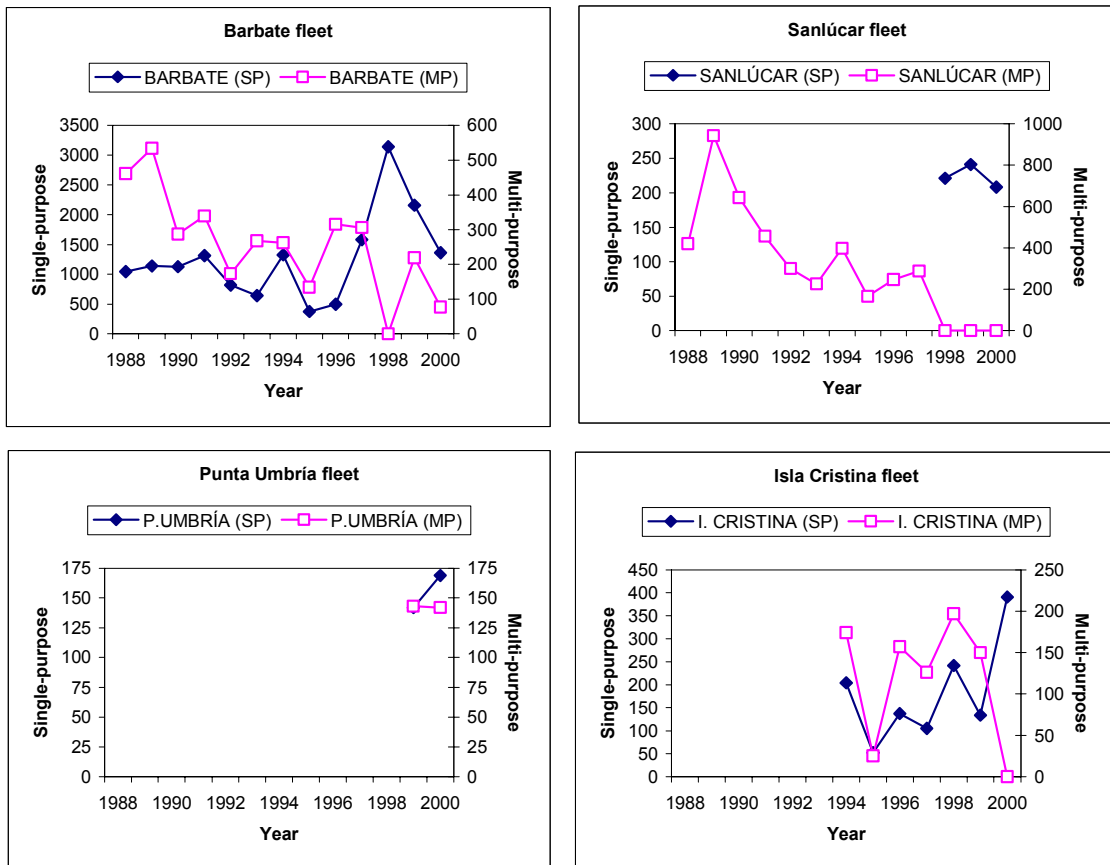 Barbate fleet
BARBATE (SP) BARBATE (MP)
Single-purpose
3500
3000
2500
2000
1500
1000
500
0
600
500
400
300
200
100
0
Multi-purpose
1988 1990 1992 1994 1996 1998 2000
Year
Sanlúcar fleet
SANLÚCAR (SP) SANLÚCAR (MP)
Single-purpose
300
250
200
150
100
50
0
1000
800
600
400
200
0
Multi-purpose
1988 1990 1992 1994 1996 1998 2000
Year
Punta Umbría fleet
P.UMBRÍA (SP) P.UMBRÍA (MP)
Single-purpose
175
150
125
100
75
50
25
0
175
150
125
100
75
50
25
0
Multi-purpose
1988 1990 1992 1994 1996 1998 2000
Year
Isla Cristina fleet
I. CRISTINA (SP) I. CRISTINA (MP)
Single-purpose
450
400
350
300
250
200
150
100
50
0
250
200
150
100
50
0
Multi-purpose
1988 1990 1992 1994 1996 1998 2000
Year